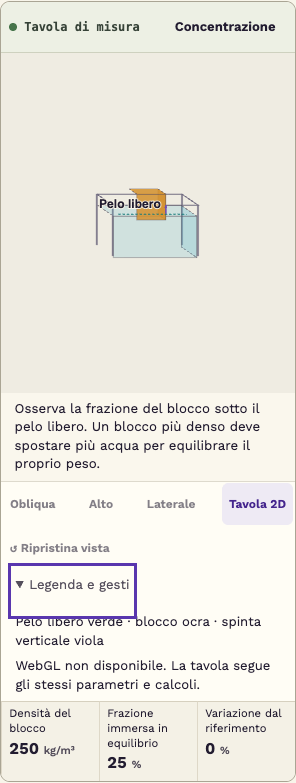 Tavola di misura
Concentrazione
Pelo libero
Osserva la frazione del blocco sotto il
pelo libero. Un blocco più denso deve
spostare più acqua per equilibrare il
proprio peso.
Obliqua
Alto
Laterale
Tavola 2D
↺ Ripristina vista
▼ Legenda e gesti
Pelo libero verde · blocco ocra · spinta
verticale viola
WebGL non disponibile. La tavola segue
gli stessi parametri e calcoli.
Densità del
blocco
250 kg/m³
Frazione
immersa in
equilibrio
25 %
Variazione dal
riferimento
0 %